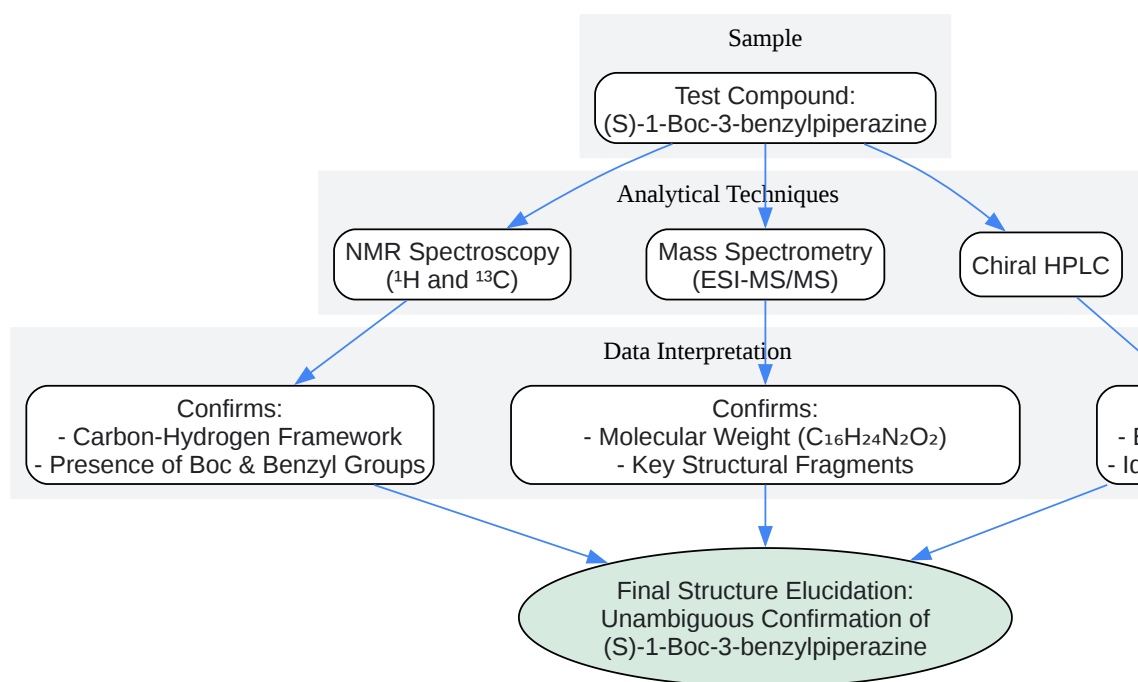 Sample
Test Compound:
(S)-1-Boc-3-benzylpiperazine
Analytical Techniques
NMR Spectroscopy
(¹H and ¹³C)
Mass Spectrometry
(ESI-MS/MS)
Chiral HPLC
Data Interpretation
Confirms:
- Carbon-Hydrogen Framework
- Presence of Boc & Benzyl Groups
Confirms:
- Molecular Weight (C₁₆H₂₄N₂O₂)
- Key Structural Fragments
Final Structure Elucidation:
Unambiguous Confirmation of
(S)-1-Boc-3-benzylpiperazine